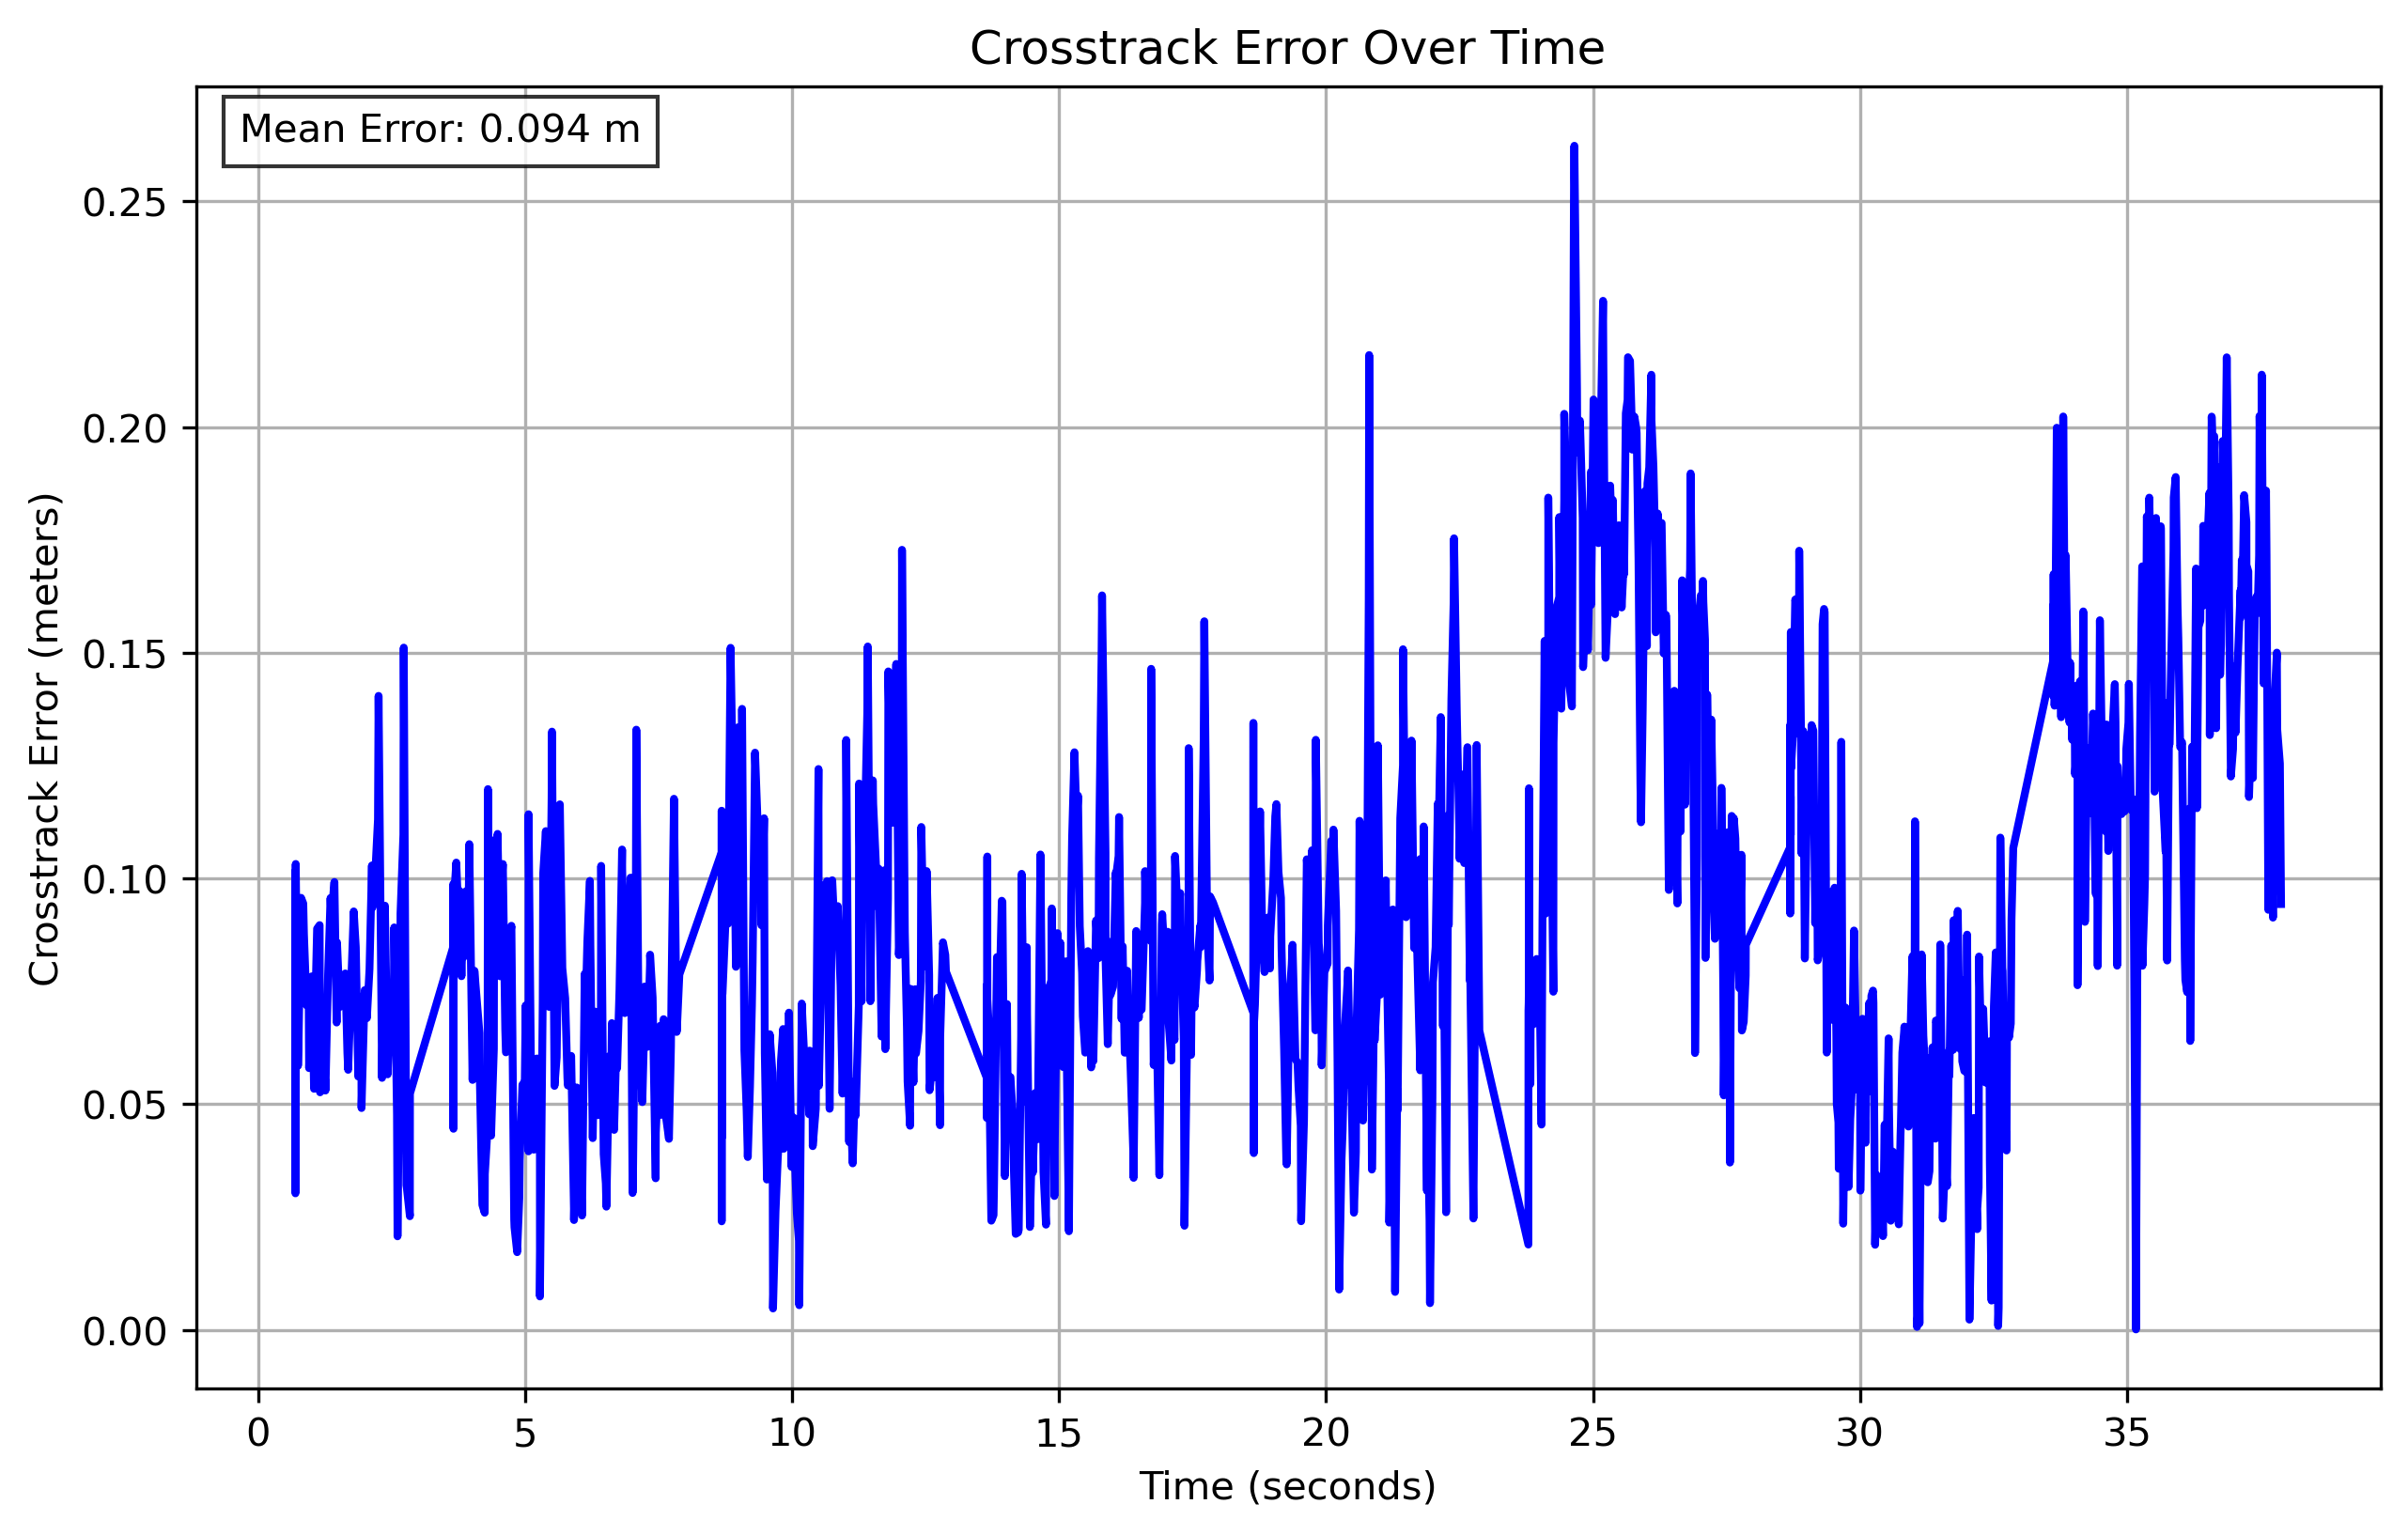 Crosstrack Error Over Time
Mean Error: 0.094 m
Crosstrack Error (meters)
0.25
0.20
0.15
0.10
0.05
0.00
0 5 10 15 20 25 30 35
Time (seconds)